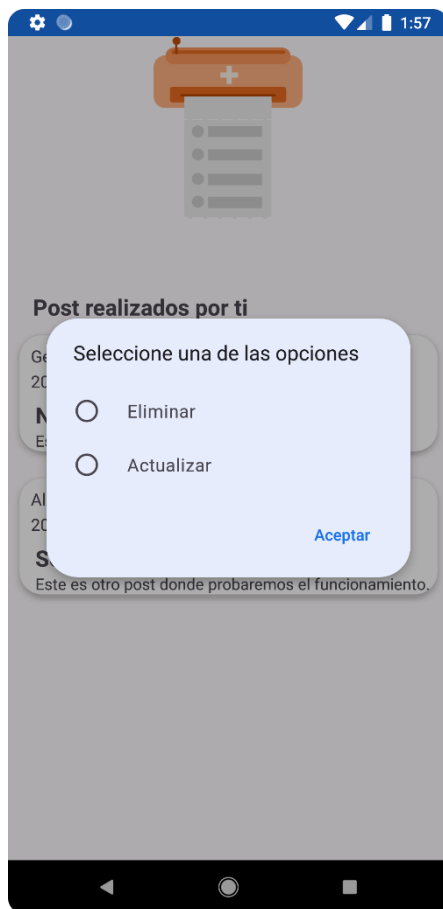 1:57
Post realizados por ti
Seleccione una de las opciones
Eliminar
Actualizar
Aceptar
Este es otro post donde probaremos el funcionamiento.